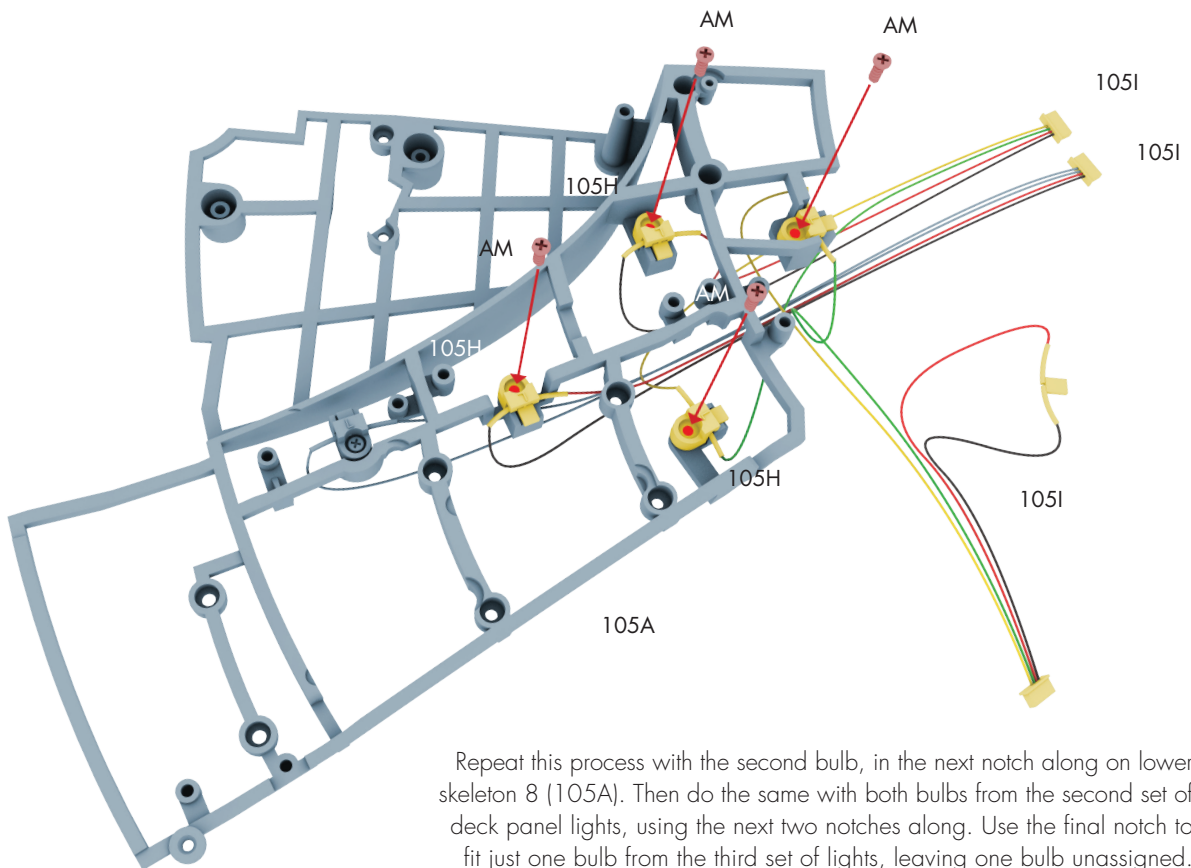 AM
AM
105I
105I
105H
AM
AM
105H
105I
105H
105A
Repeat this process with the second bulb, in the next notch along on lower
skeleton 8 (105A). Then do the same with both bulbs from the second set of
deck panel lights, using the next two notches along. Use the final notch to
fit just one bulb from the third set of lights, leaving one bulb unassigned.